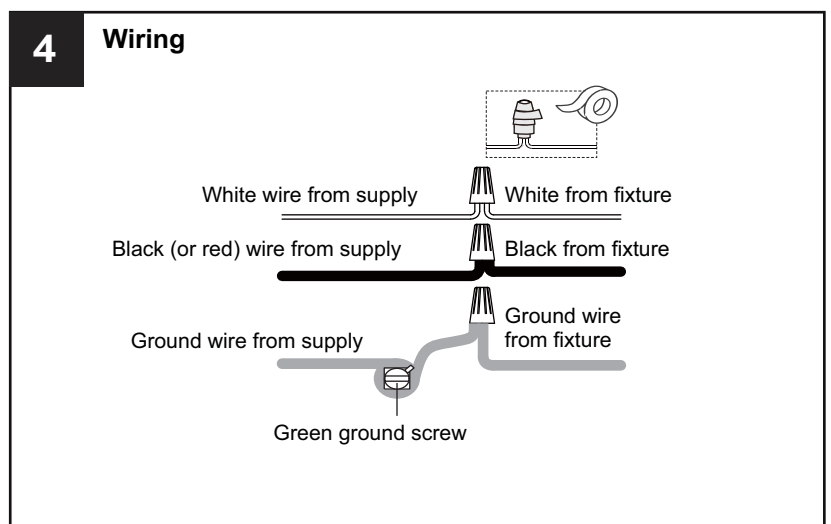 4
Wiring
White wire from supply
White from fixture
Black (or red) wire from supply
Black from fixture
Ground wire from supply
Ground wire
from fixture
Green ground screw